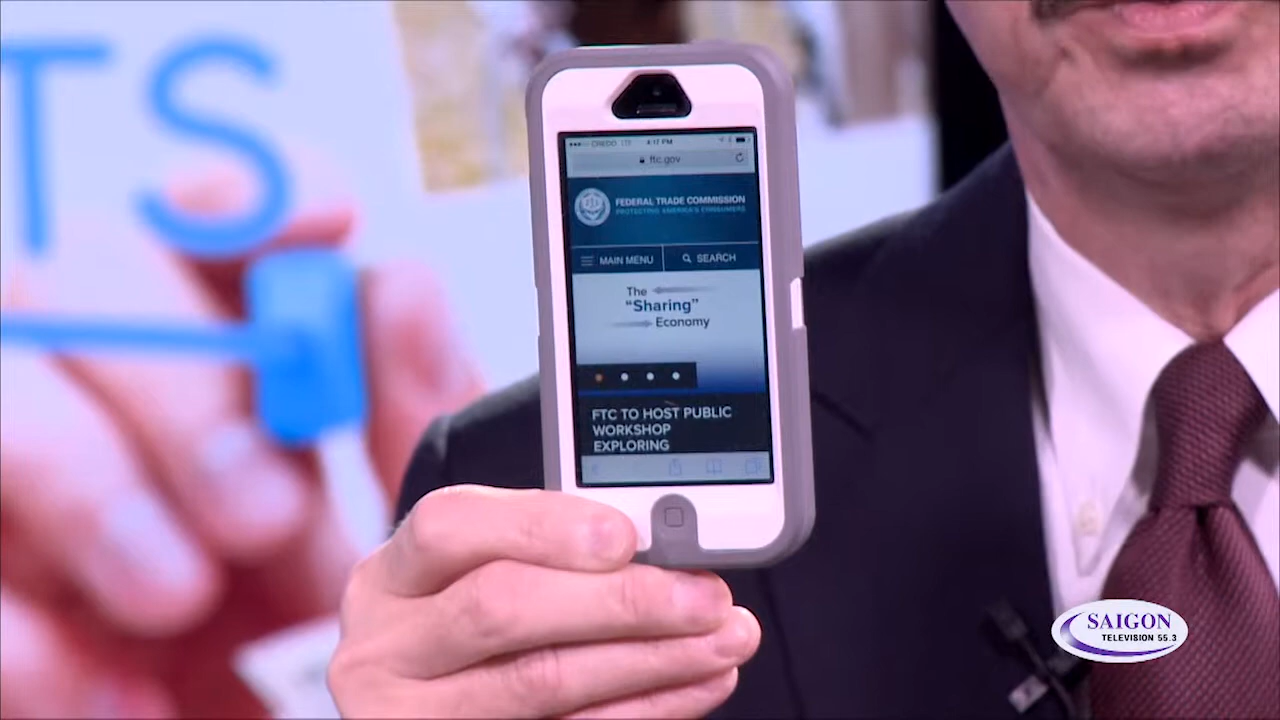 TS
CREDO LTE 4:17 PM
ftc.gov
FEDERAL TRADE COMMISSION
PROTECTING AMERICA'S CONSUMERS
MAIN MENU SEARCH
The
"Sharing"
Economy
FTC TO HOST PUBLIC
WORKSHOP
EXPLORING
SAIGON
TELEVISION 55.3